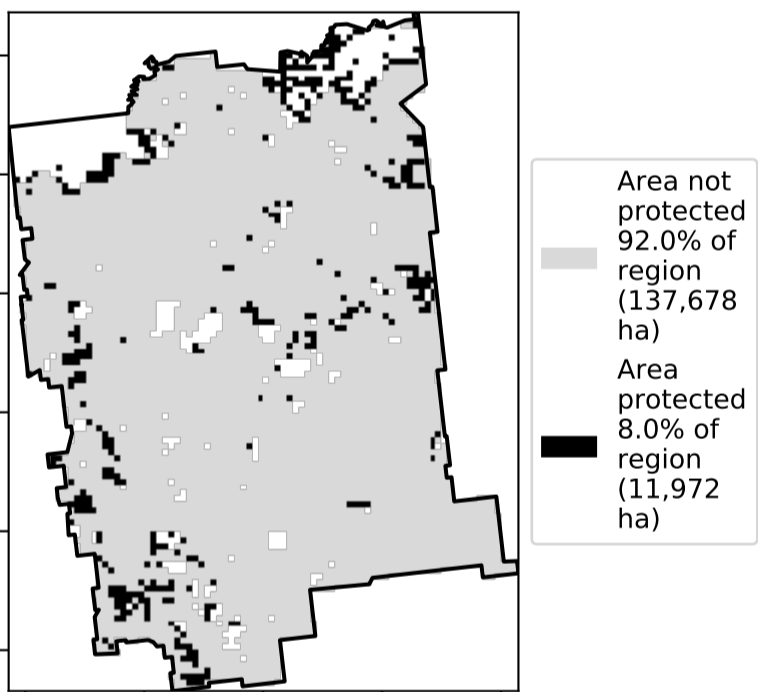 Area not
protected
92.0% of
region
(137,678
ha)
Area
protected
8.0% of
region
(11,972
ha)